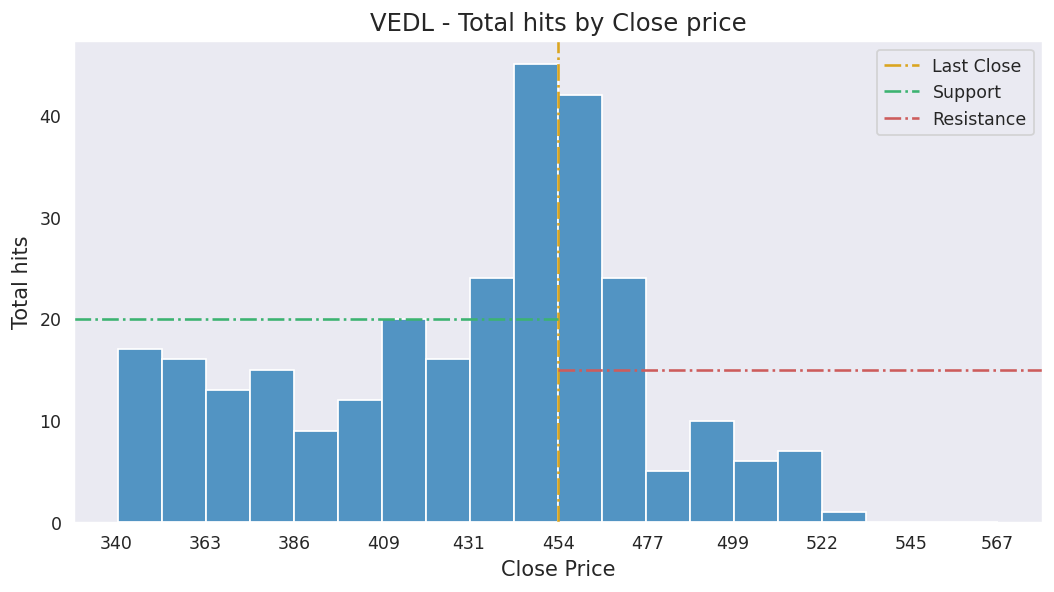 VEDL - Total hits by Close price
Last Close
Support
Resistance
Total hits
40
30
20
10
0
340 363 386 409 431 454 477 499 522 545 567
Close Price